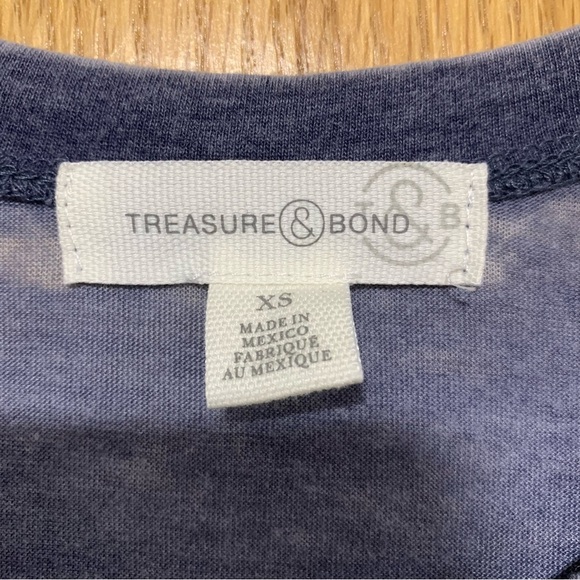 TREASURE & BOND
T & B
XS
MADE IN
MEXICO
FABRIQUE
AU MEXIQUE